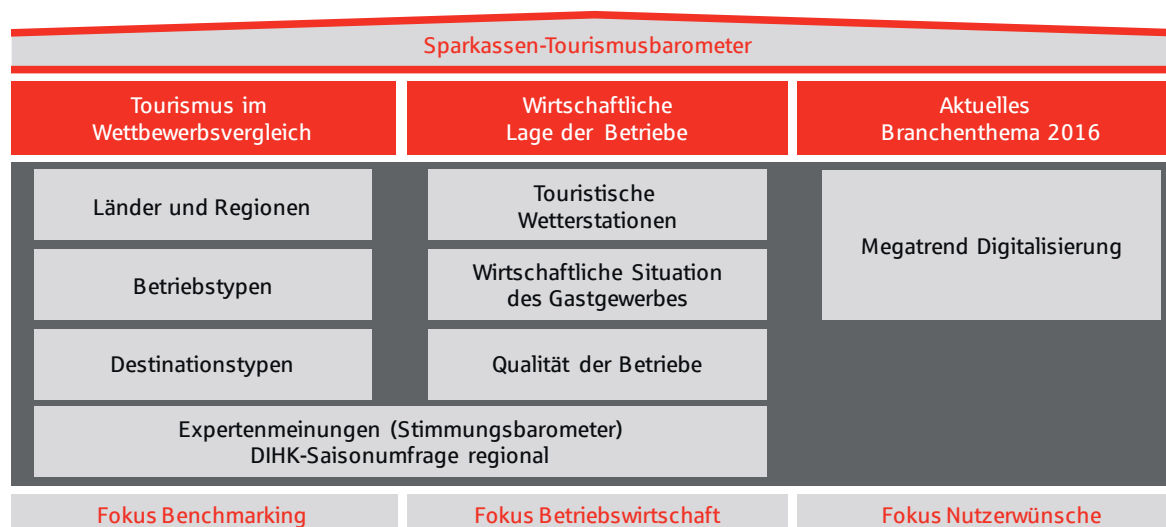 Sparkassen-Tourismusbarometer
Tourismus im
Wettbewerbsvergleich
Wirtschaftliche
Lage der Betriebe
Aktuelles
Branchenthema 2016
Länder und Regionen
Betriebstypen
Destinationstypen
Touristische
Wetterstationen
Wirtschaftliche Situation
des Gastgewerbes
Qualität der Betriebe
Megatrend Digitalisierung
Expertenmeinungen (Stimmungsbarometer)
DIHK-Saisonumfrage regional
Fokus Benchmarking
Fokus Betriebswirtschaft
Fokus Nutzerwünsche